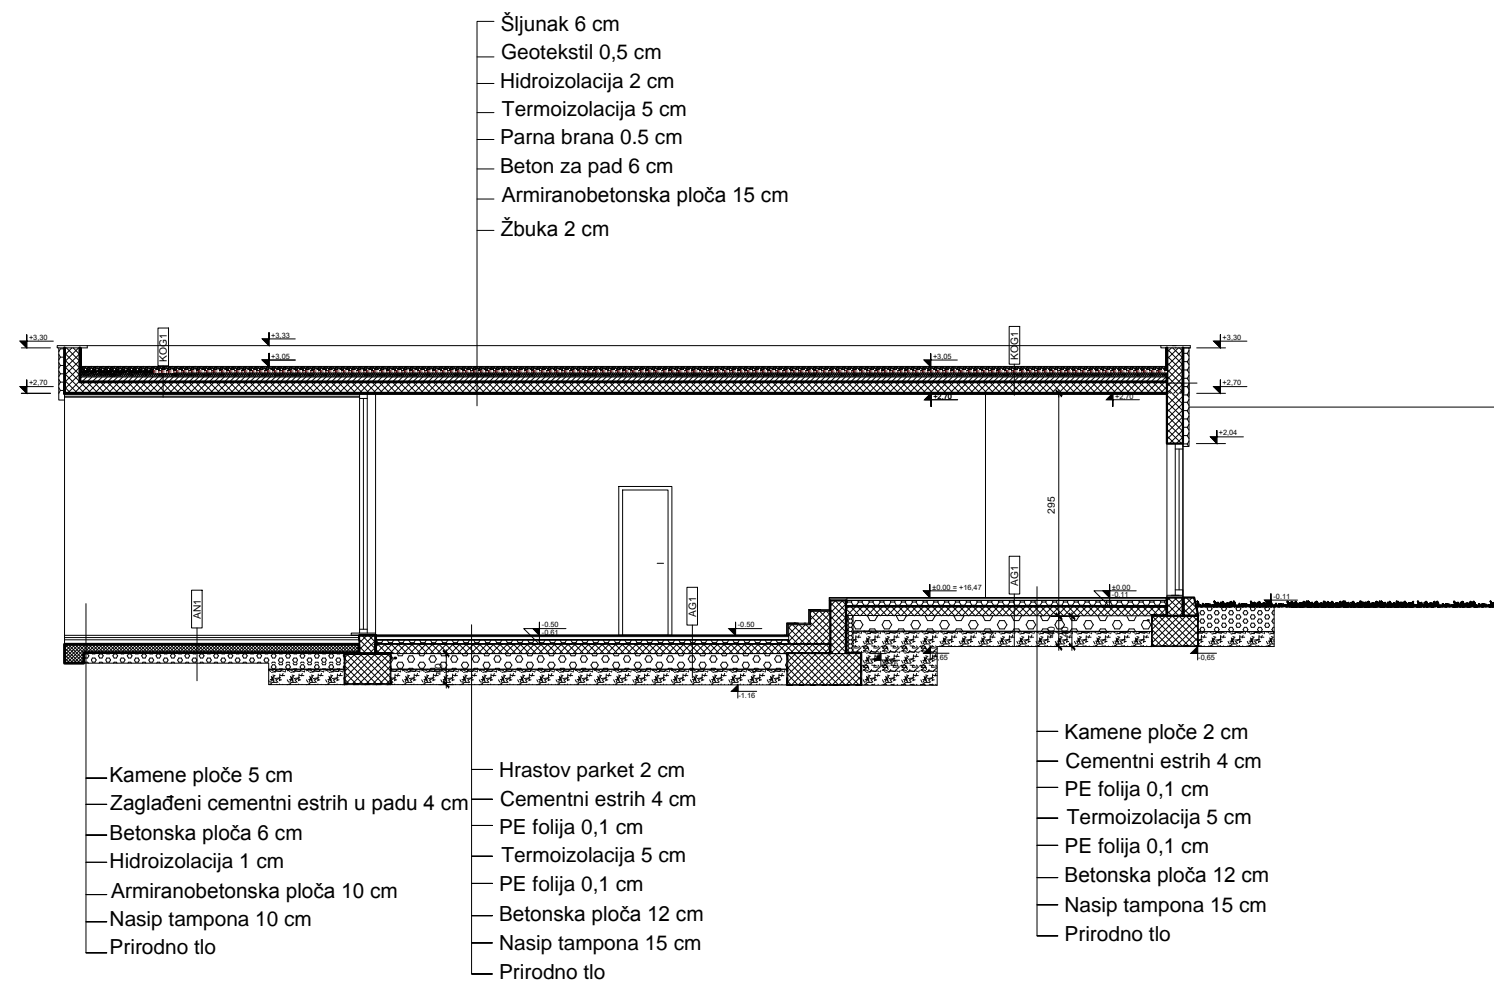 Šljunak 6 cm
Geotekstil 0,5 cm
Hidroizolacija 2 cm
Termoizolacija 5 cm
Parna brana 0.5 cm
Beton za pad 6 cm
Armiranobetonska ploča 15 cm
Žbuka 2 cm
+3,30
KOG1
+3,33
KOG1
+3,30
+3,05
+3,05
+2,70
+2,70
+2,70
+2,70
+2,04
295
AN1
AG1
AG1
±0.00 = +16,47
±0.00
-0.11
-0.11
-0.50
-0.61
-0.50
-0,65
-1.16
Kamene ploče 5 cm
Zaglađeni cementni estrih u padu 4 cm
Betonska ploča 6 cm
Hidroizolacija 1 cm
Armiranobetonska ploča 10 cm
Nasip tampona 10 cm
Prirodno tlo
Hrastov parket 2 cm
Cementni estrih 4 cm
PE folija 0,1 cm
Termoizolacija 5 cm
PE folija 0,1 cm
Betonska ploča 12 cm
Nasip tampona 15 cm
Prirodno tlo
Kamene ploče 2 cm
Cementni estrih 4 cm
PE folija 0,1 cm
Termoizolacija 5 cm
PE folija 0,1 cm
Betonska ploča 12 cm
Nasip tampona 15 cm
Prirodno tlo